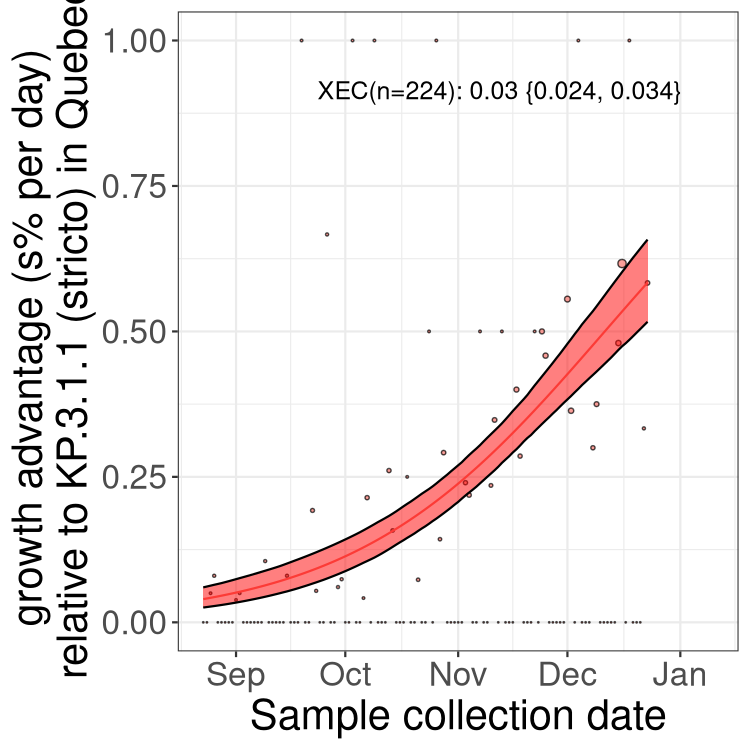 growth advantage (s% per day)
relative to KP.3.1.1 (stricto) in Quebec
1.00
0.75
0.50
0.25
0.00
XEC(n=224): 0.03 {0.024, 0.034}
Sep Oct Nov Dec Jan
Sample collection date